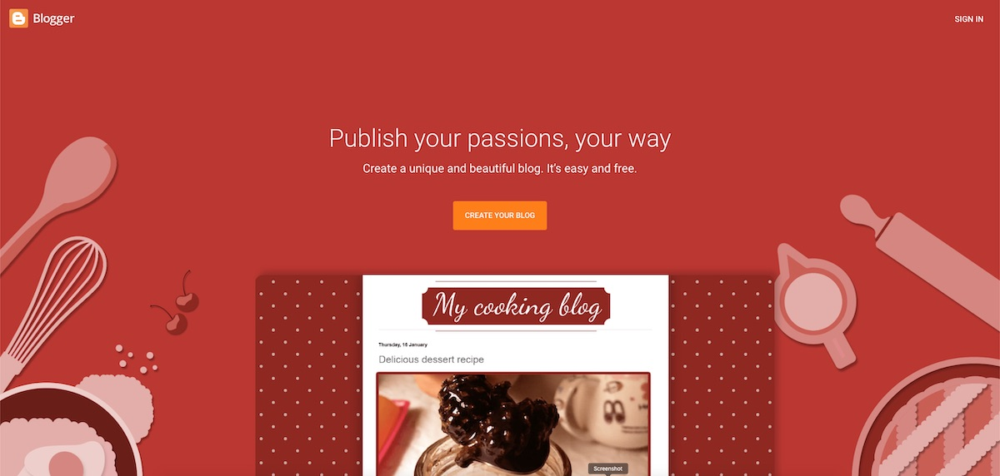 Blogger
SIGN IN
Publish your passions, your way
Create a unique and beautiful blog. It's easy and free.
CREATE YOUR BLOG
My cooking blog
Thursday, 16 January
Delicious dessert recipe
Screenshot